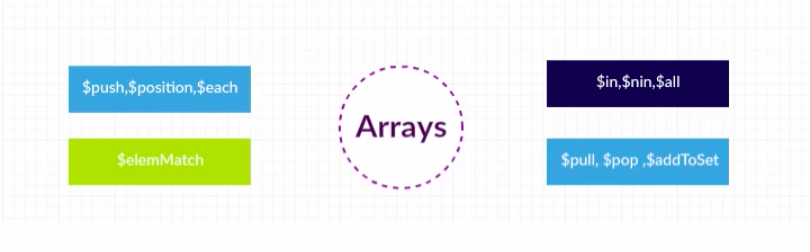 $push,$position,$each
$elemMatch
Arrays
$in,$nin,$all
$pull, $pop ,$addToSet